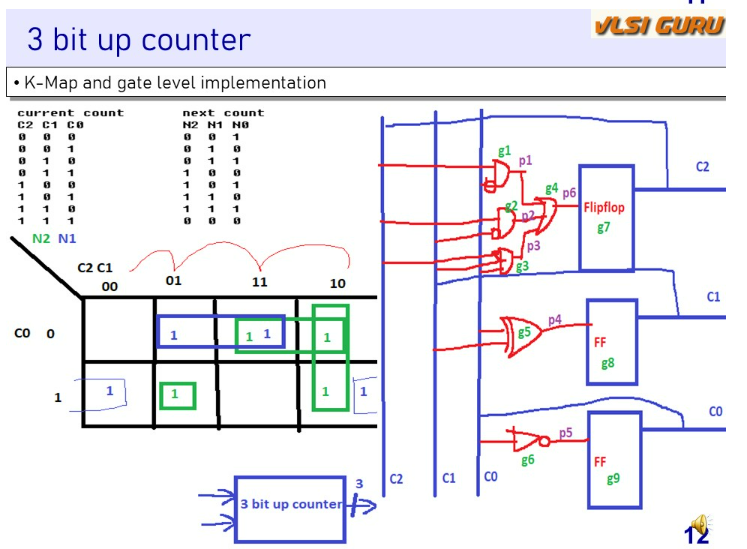 11
VLSI GURU
3 bit up counter
• K-Map and gate level implementation
current count
C2 C1 C0
0 0 0
0 0 1
0 1 0
0 1 1
1 0 0
1 0 1
1 1 0
1 1 1
next count
N2 N1 N0
0 0 1
0 1 0
0 1 1
1 0 0
1 0 1
1 1 0
1 1 1
0 0 0
N2 N1
C2 C1
00 01 11 10
C0 0
1 1 1 1
1
1 1 1 1
3 bit up counter
3
g1
p1
g2
p2
g3
p3
g4
p6
Flipflop
g7
C2
g5
p4
FF
g8
C1
g6
p5
FF
g9
C0
C2 C1 C0
12